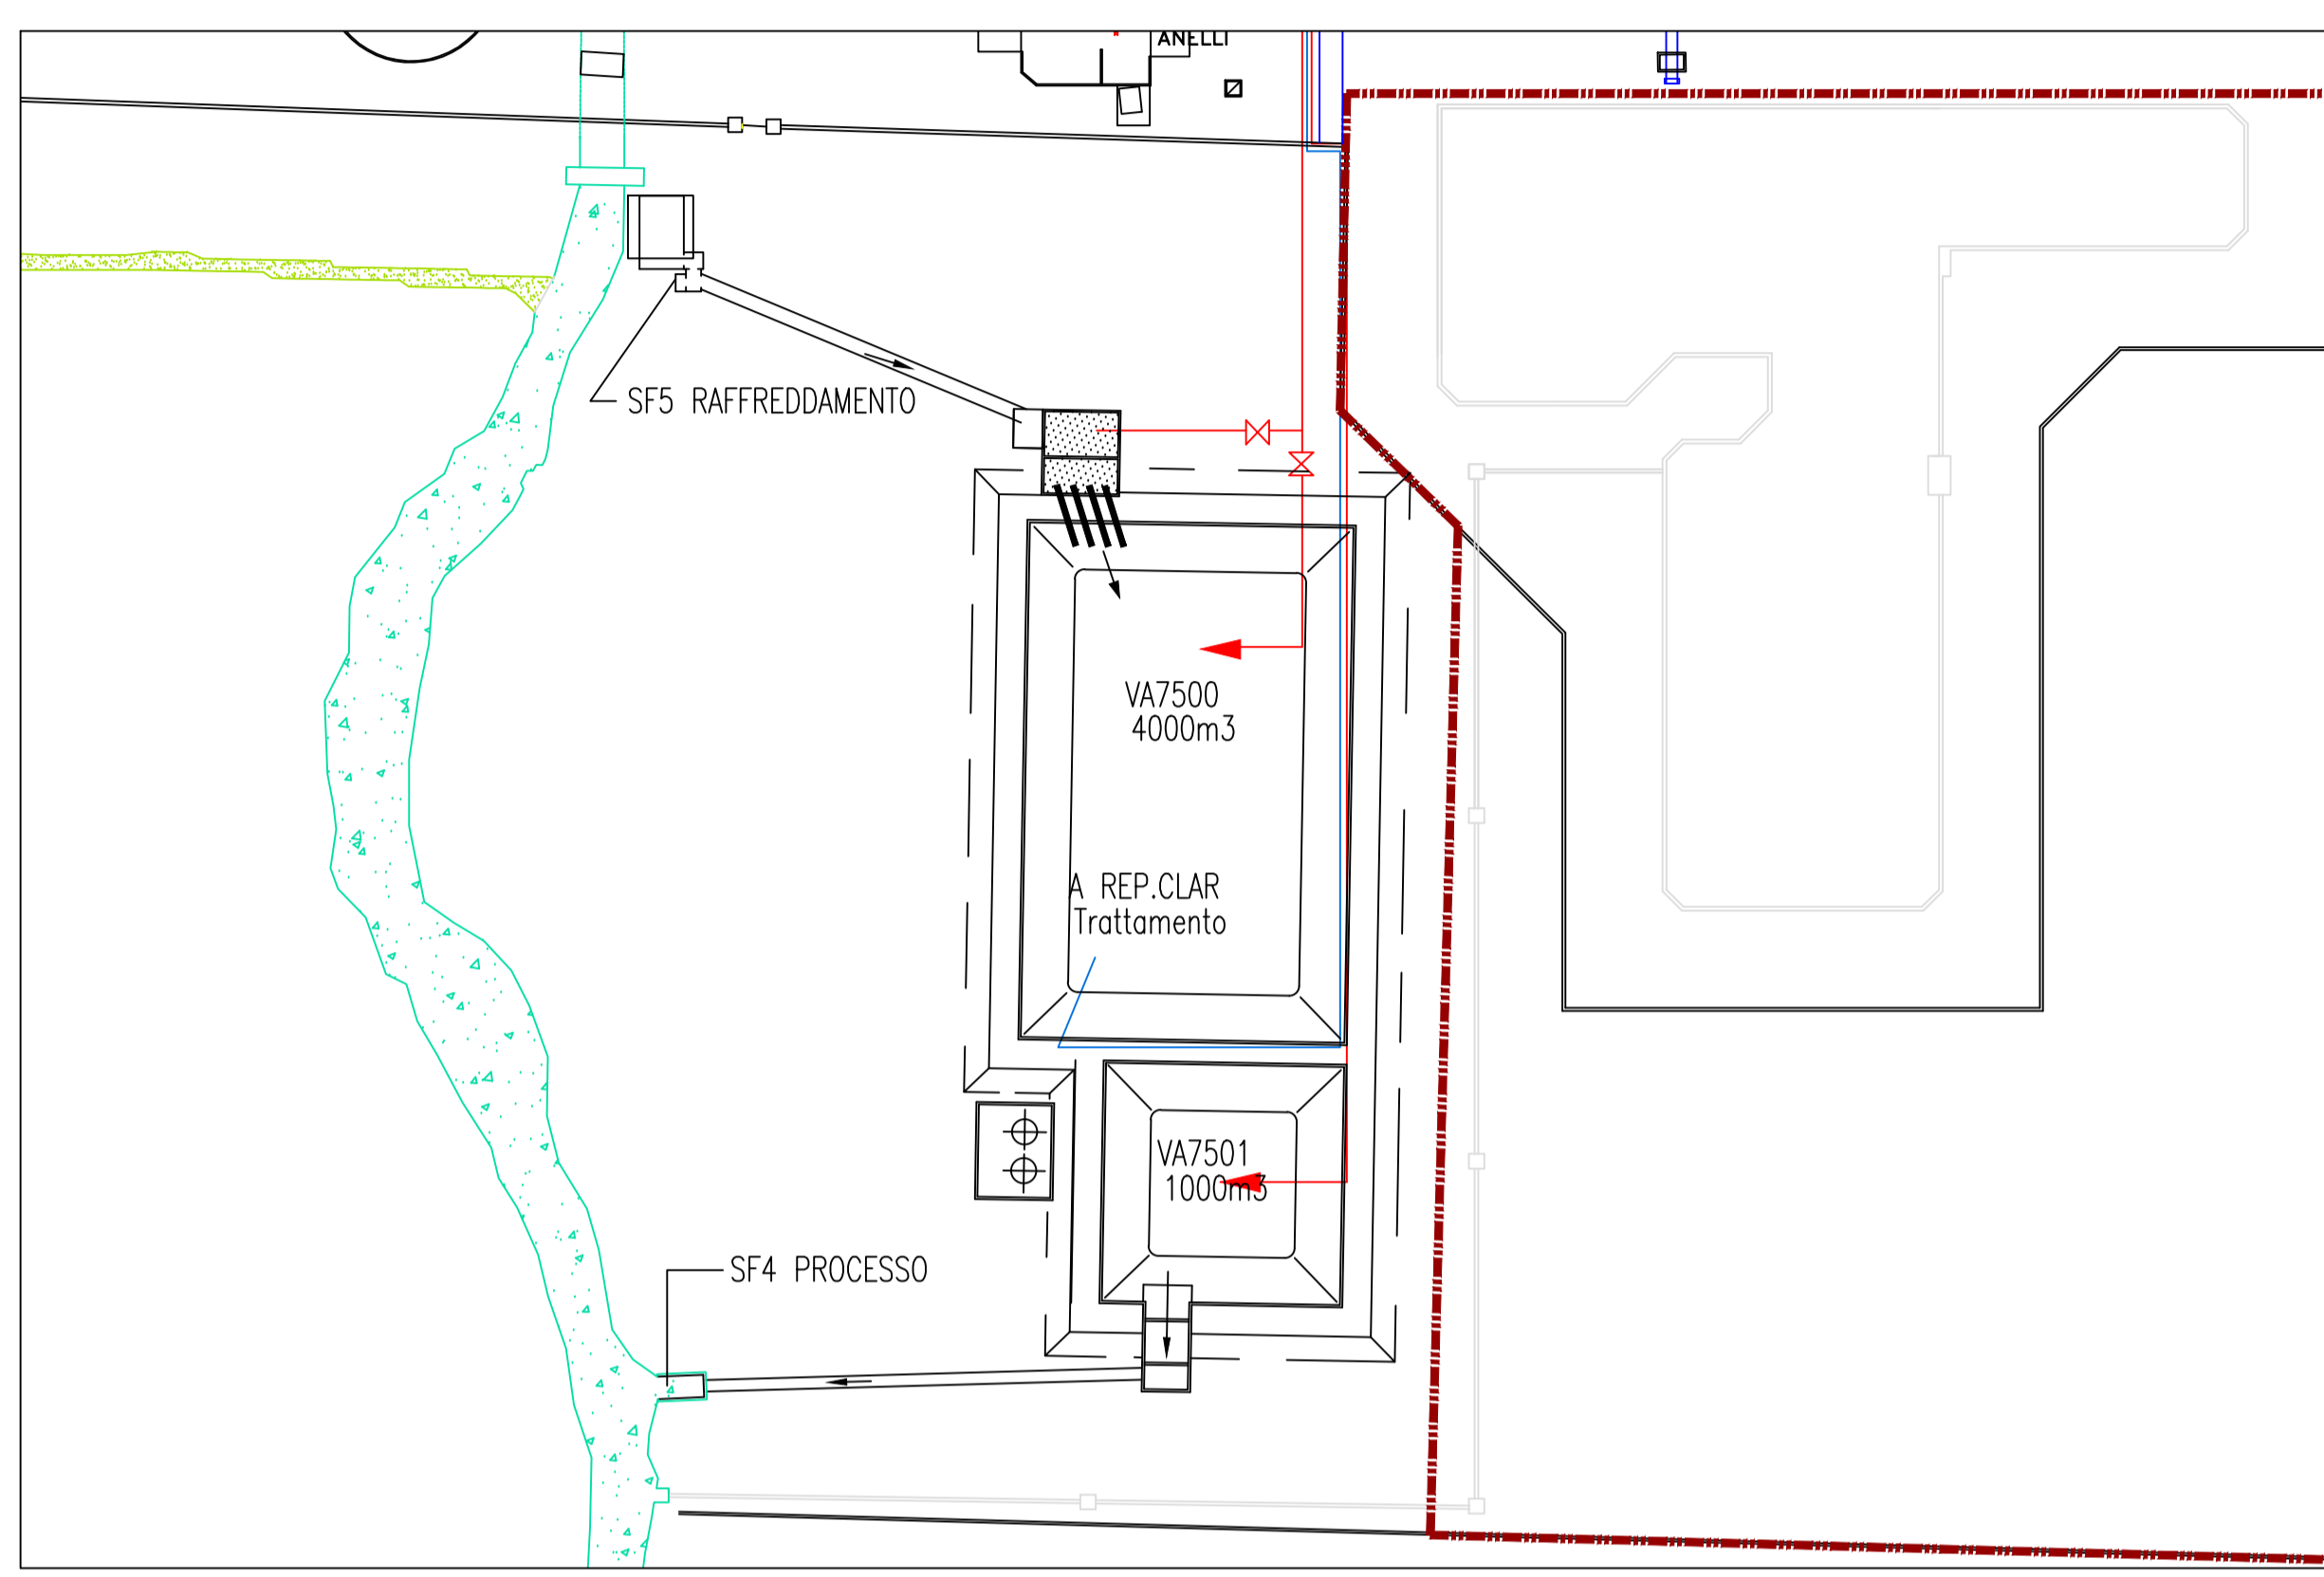 ANELLI
SF5 RAFFREDDAMENTO
VA7500
4000m3
A REP.CLAR
Trattamento
VA7501
1000m3
SF4 PROCESSO